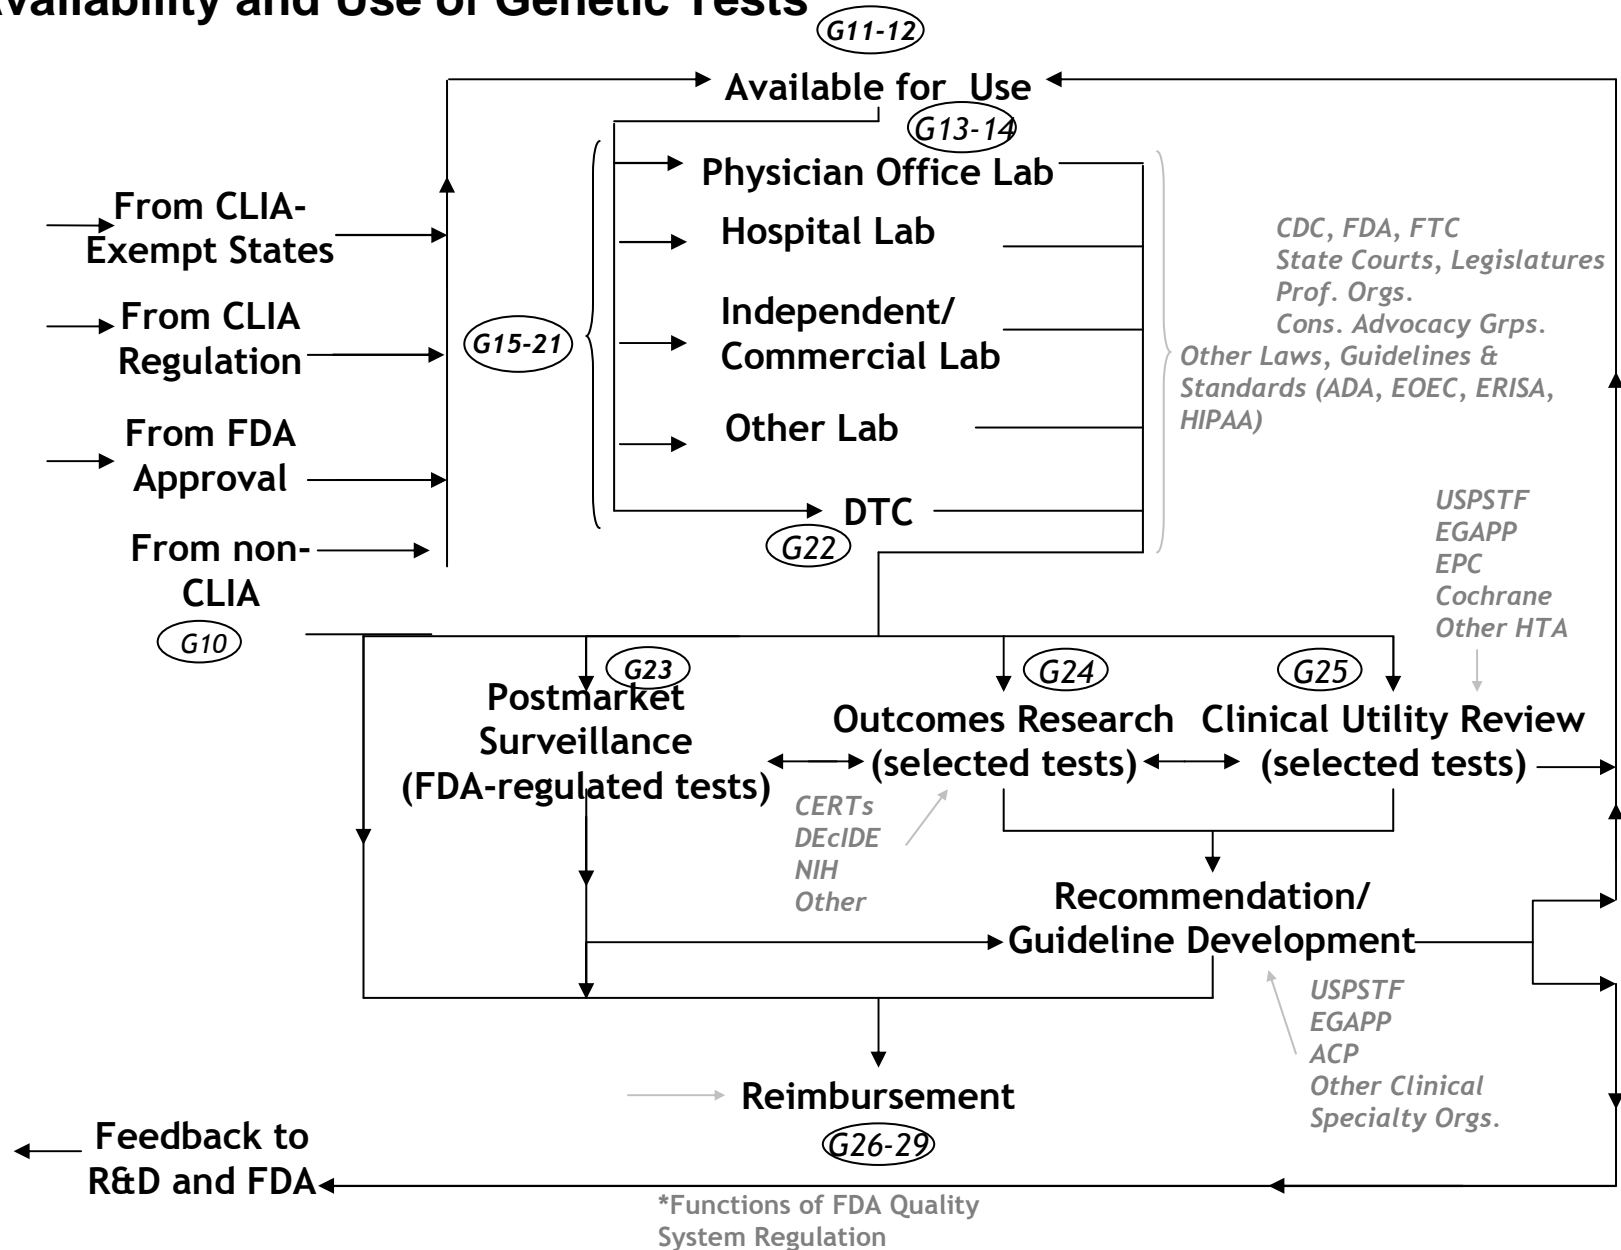 Availability and Use of Genetic Tests
G11-12
Available for Use
G13-14
Physician Office Lab
Hospital Lab
Independent/
Commercial Lab
Other Lab
DTC
G22
G15-21
From CLIA-
Exempt States
From CLIA
Regulation
From FDA
Approval
From non-
CLIA
G10
CDC, FDA, FTC
State Courts, Legislatures
Prof. Orgs.
Cons. Advocacy Grps.
Other Laws, Guidelines &
Standards (ADA, EOEC, ERISA,
HIPAA)
USPSTF
EGAPP
EPC
Cochrane
Other HTA
G23
Postmarket
Surveillance
(FDA-regulated tests)
G24
Outcomes Research
(selected tests)
G25
Clinical Utility Review
(selected tests)
CERTs
DEcIDE
NIH
Other
Recommendation/
Guideline Development
USPSTF
EGAPP
ACP
Other Clinical
Specialty Orgs.
Reimbursement
G26-29
Feedback to
R&D and FDA
*Functions of FDA Quality
System Regulation